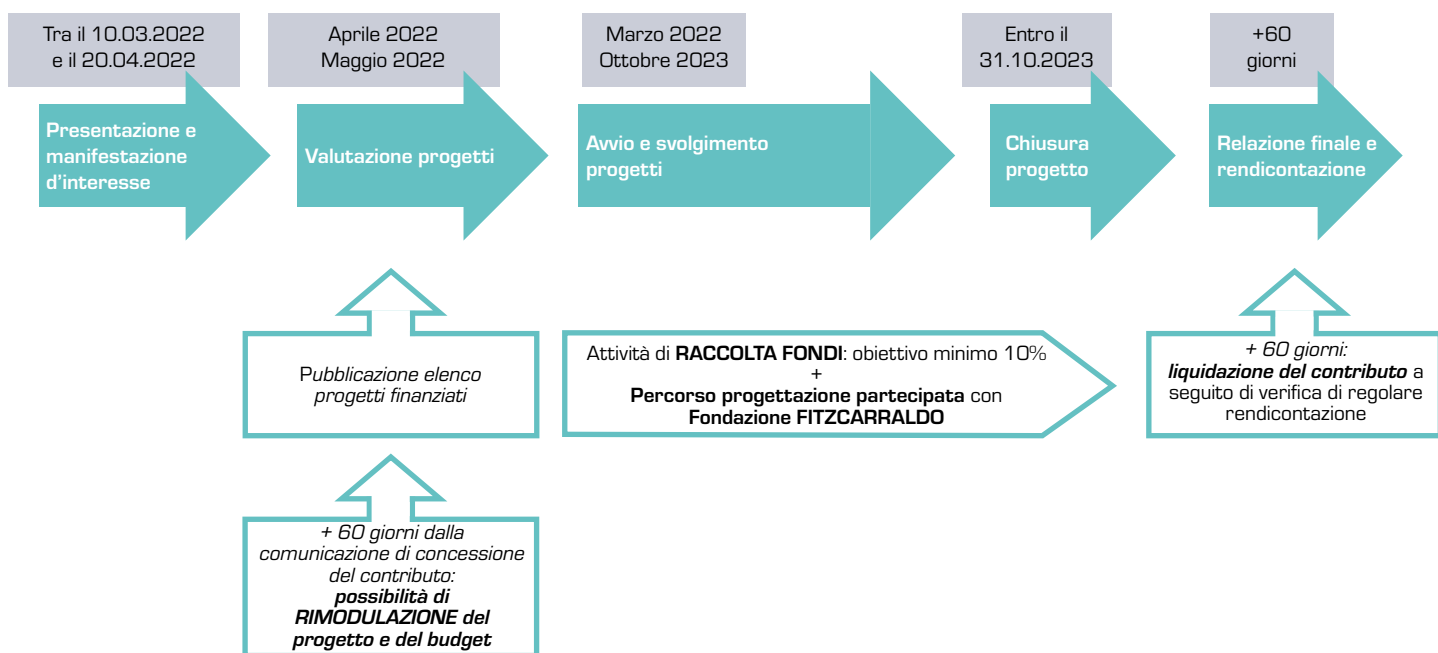 Tra il 10.03.2022
e il 20.04.2022
Aprile 2022
Maggio 2022
Marzo 2022
Ottobre 2023
Entro il
31.10.2023
+60
giorni
Presentazione e
manifestazione
d'interesse
Valutazione progetti
Avvio e svolgimento
progetti
Chiusura
progetto
Relazione finale e
rendicontazione
Pubblicazione elenco
progetti finanziati
Attività di RACCOLTA FONDI: obiettivo minimo 10%
+
Percorso progettazione partecipata con
Fondazione FITZCARRALDO
+ 60 giorni:
liquidazione del contributo a
seguito di verifica di regolare
rendicontazione
+ 60 giorni dalla
comunicazione di concessione
del contributo:
possibilità di
RIMODULAZIONE del
progetto e del budget